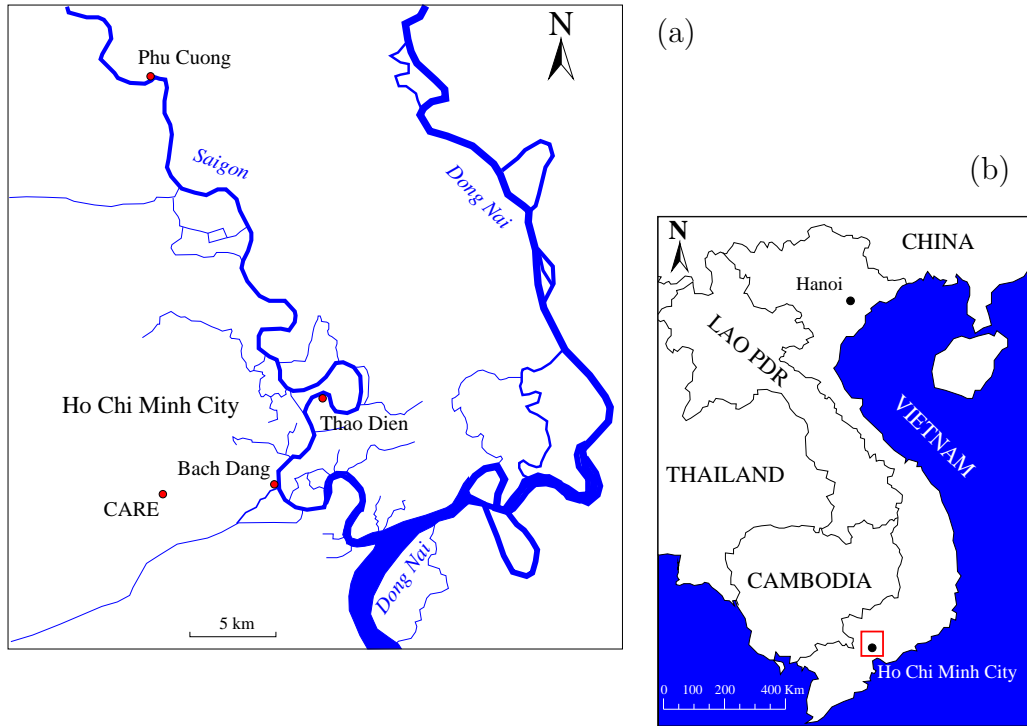 N
(a)
Phu Cuong
Saigon
Dong Nai
Ho Chi Minh City
Thao Dien
Bach Dang
CARE
Dong Nai
5 km
(b)
N
CHINA
Hanoi
LAO PDR
VIETNAM
THAILAND
CAMBODIA
Ho Chi Minh City
0 100 200 400 Km